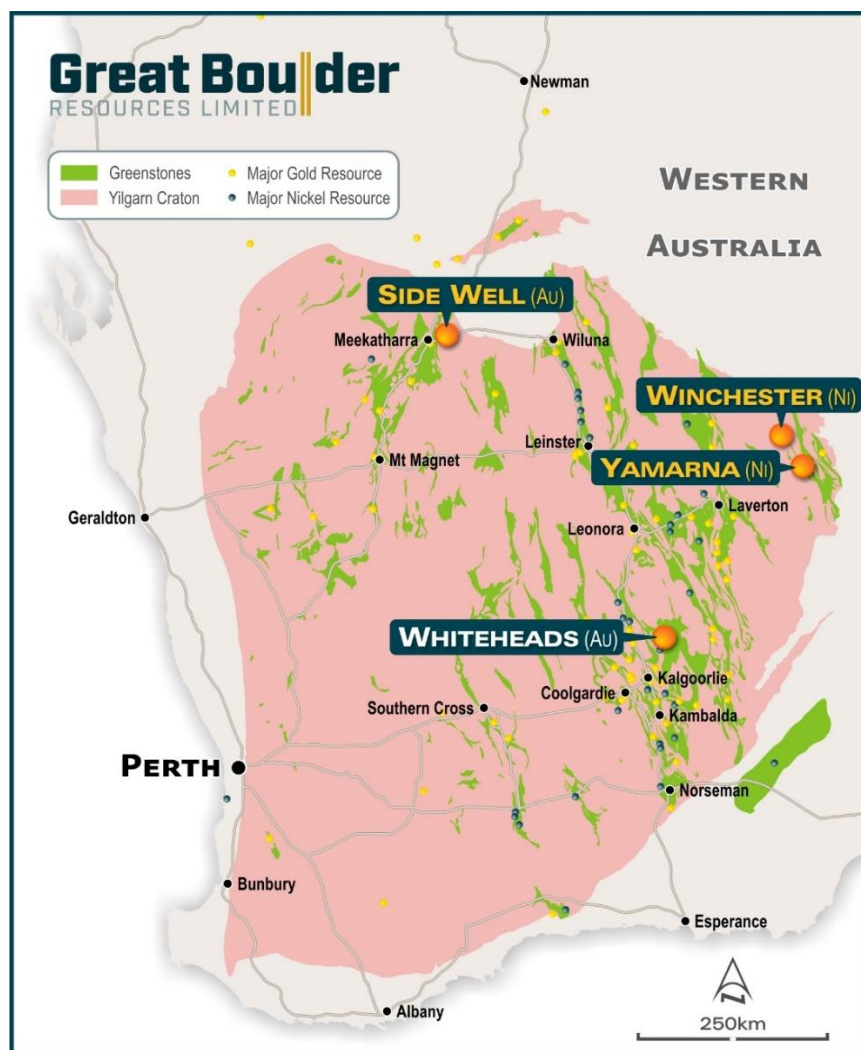 Great Boulder
RESOURCES LIMITED
Newman
Greenstones
Major Gold Resource
Yilgarn Craton
Major Nickel Resource
WESTERN
AUSTRALIA
SIDE WELL (AU)
Meekatharra
Wiluna
WINCHESTER (NI)
Leinster
YAMARNA (NI)
Mt Magnet
Laverton
Geraldton
Leonora
WHITEHEADS (AU)
Kalgoorlie
Coolgardie
Southern Cross
Kambalda
PERTH
Norseman
Bunbury
Esperance
N
Albany
250km